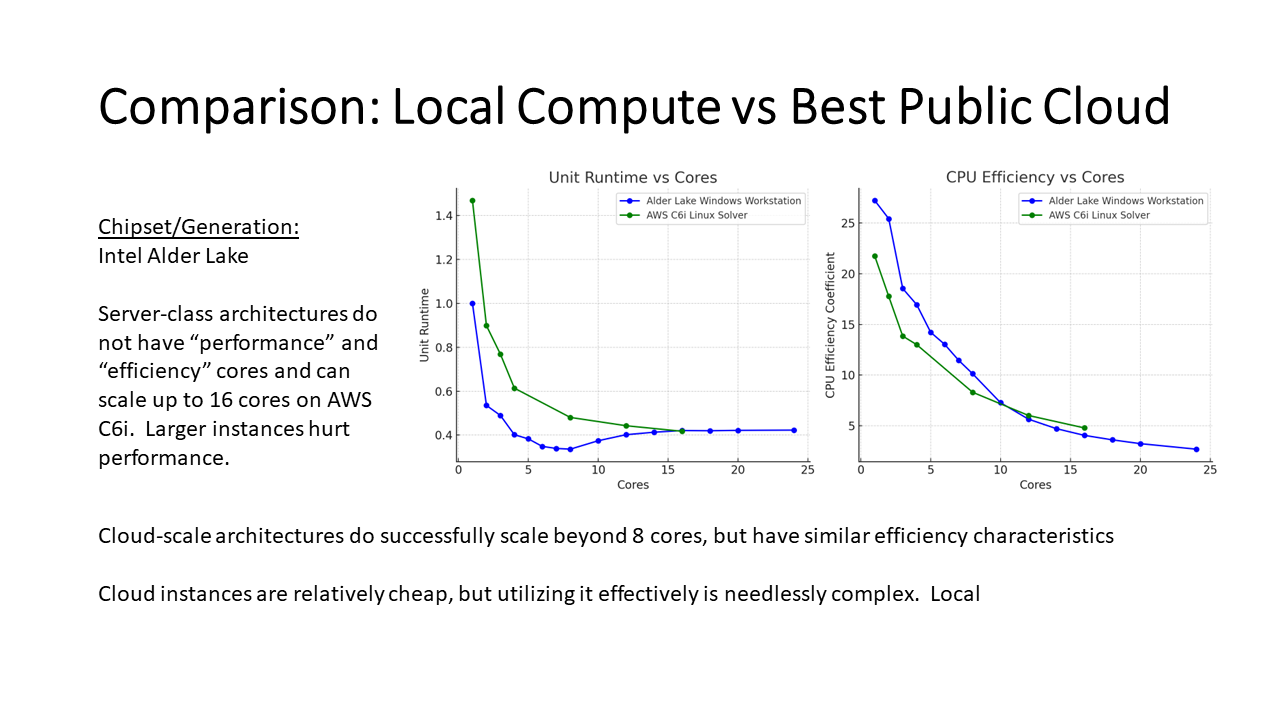 Comparison: Local Compute vs Best Public Cloud
Chipset/Generation:
Intel Alder Lake
Server-class architectures do
not have “performance” and
“efficiency” cores and can
scale up to 16 cores on AWS
C6i.  Larger instances hurt
performance.
Unit Runtime vs Cores
Alder Lake Windows Workstation
AWS C6i Linux Solver
Unit Runtime
1.4
1.2
1.0
0.8
0.6
0.4
0 5 10 15 20 25
Cores
CPU Efficiency vs Cores
Alder Lake Windows Workstation
AWS C6i Linux Solver
CPU Efficiency Coefficient
25
20
15
10
5
0 5 10 15 20 25
Cores
Cloud-scale architectures do successfully scale beyond 8 cores, but have similar efficiency characteristics
Cloud instances are relatively cheap, but utilizing it effectively is needlessly complex.  Local